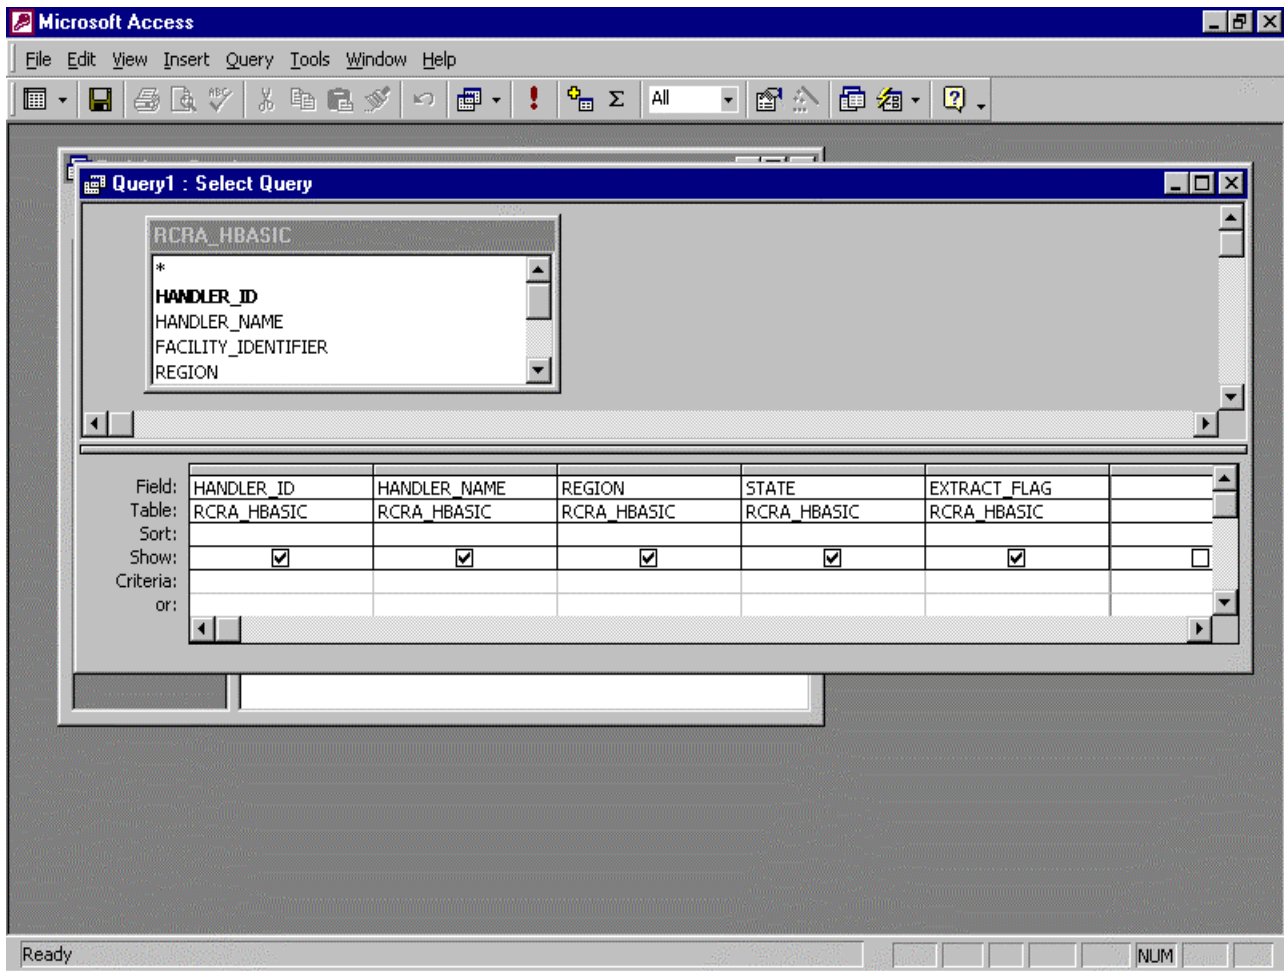 Microsoft Access
File Edit View Insert Query Tools Window Help
ABC Σ All
Query1 : Select Query
RCRA_HBASIC
*
HANDLER_ID
HANDLER_NAME
FACILITY_IDENTIFIER
REGION
Field: HANDLER_ID HANDLER_NAME REGION STATE EXTRACT_FLAG
Table: RCRA_HBASIC RCRA_HBASIC RCRA_HBASIC RCRA_HBASIC RCRA_HBASIC
Sort:
Show:
Criteria:
or:
Ready NUM